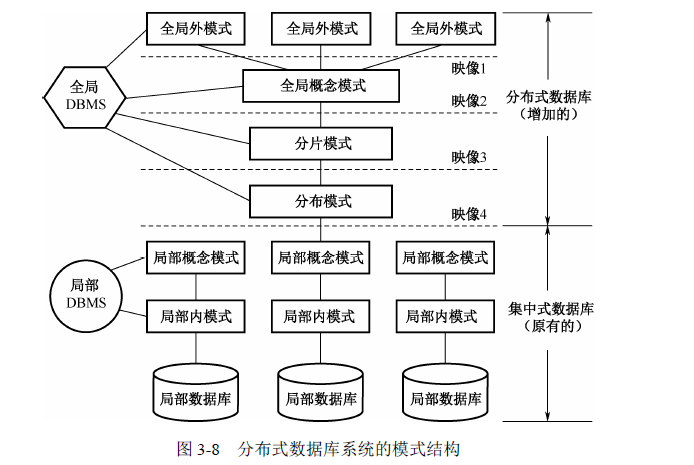 全局外模式
全局外模式
全局外模式
映像1
全局
DBMS
全局概念模式
映像2
分布式数据库
（增加的）
分片模式
映像3
分布模式
映像4
局部概念模式
局部概念模式
局部概念模式
局部
DBMS
局部内模式
局部内模式
局部内模式
集中式数据库
（原有的）
局部数据库
局部数据库
局部数据库
图 3-8 分布式数据库系统的模式结构